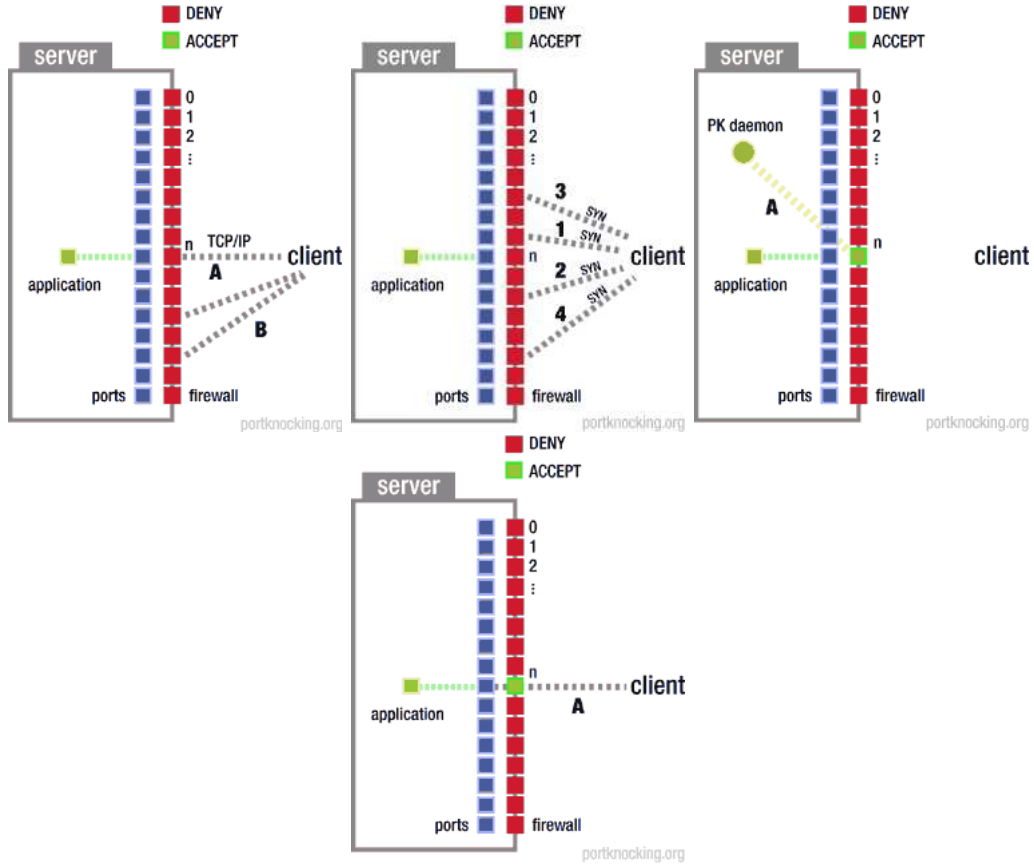 DENY
ACCEPT
server
0
1
2
...
n
TCP/IP
A
client
application
B
ports
firewall
portknocking.org
DENY
ACCEPT
server
0
1
2
...
3
SYN
1
SYN
n
client
2
SYN
application
4
SYN
ports
firewall
portknocking.org
DENY
ACCEPT
server
0
1
2
...
PK daemon
A
n
client
application
ports
firewall
portknocking.org
DENY
ACCEPT
server
0
1
2
...
n
client
A
application
ports
firewall
portknocking.org